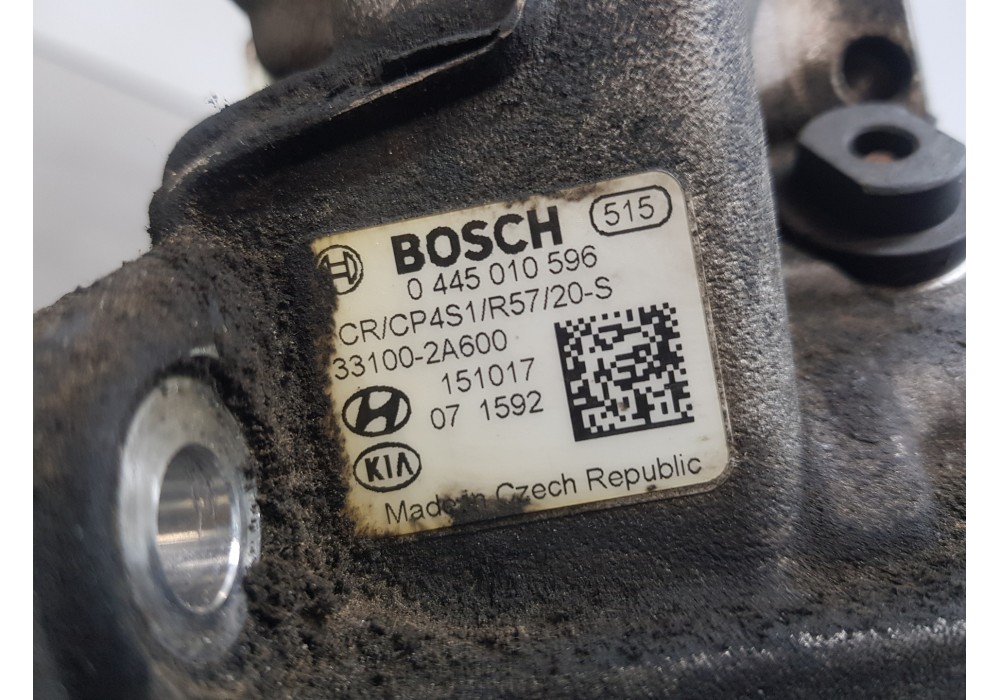 BOSCH 515
0 445 010 596
CR/CP4S1/R57/20-S
33100-2A600
151017
07 1592
KIA
Made in Czech Republic